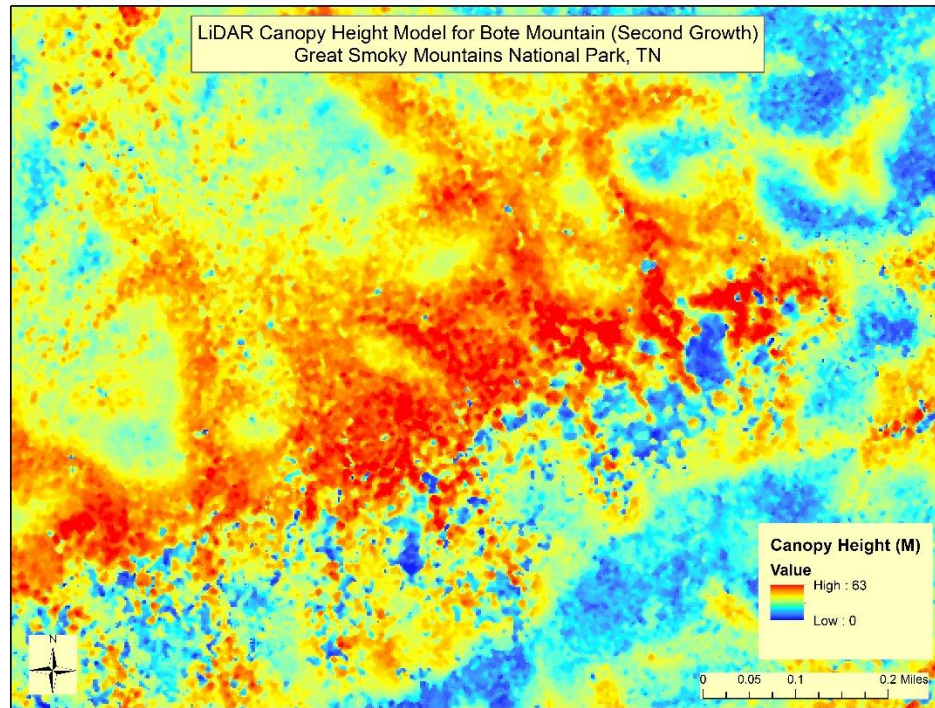 LiDAR Canopy Height Model for Bote Mountain (Second Growth)
Great Smoky Mountains National Park, TN
Canopy Height (M)
Value
High : 63
Low : 0
N
0 0.05 0.1 0.2 Miles